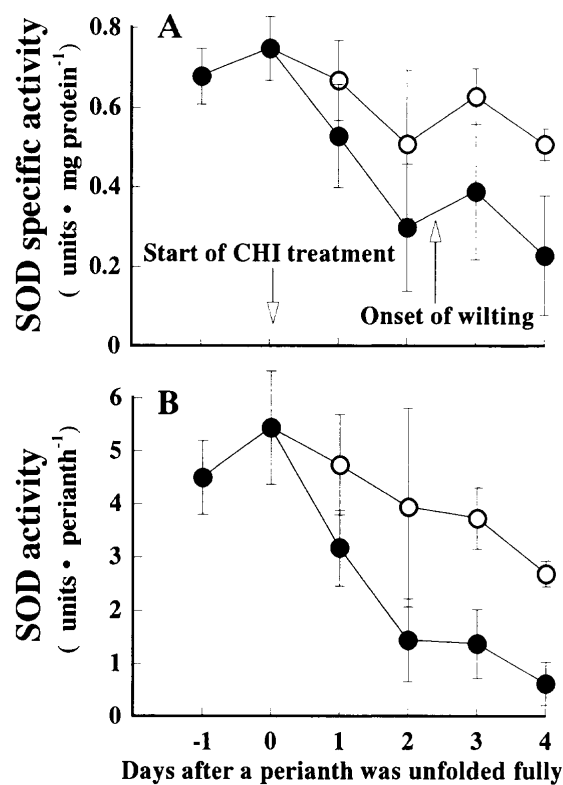 A
SOD specific activity
( units • mg protein-1 )
0.8
0.6
0.4
0.2
0
Start of CHI treatment
Onset of wilting
B
SOD activity
( units • perianth-1 )
6
5
4
3
2
1
0
-1 0 1 2 3 4
Days after a perianth was unfolded fully